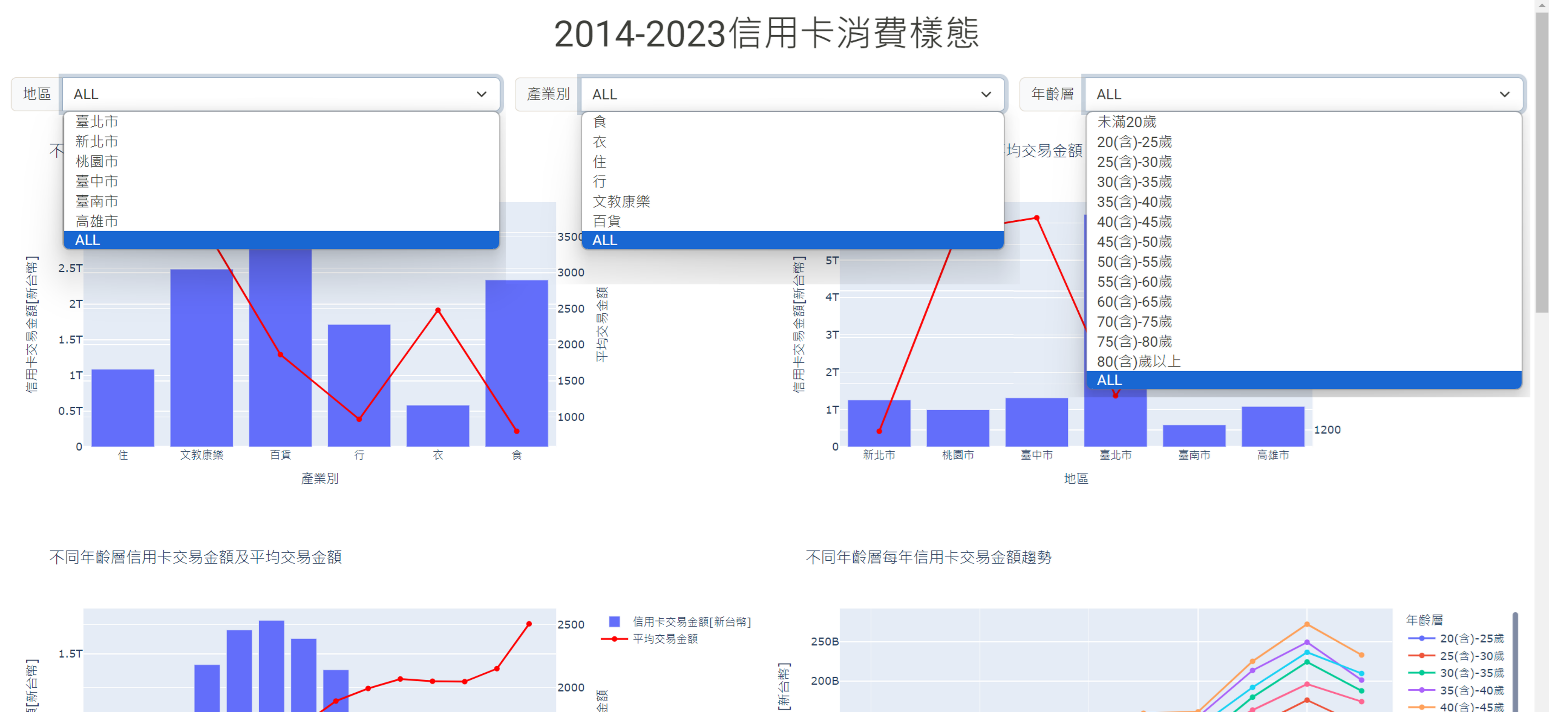 2014-2023信用卡消費樣態
地區 ALL
臺北市
新北市
桃園市
臺中市
臺南市
高雄市
ALL
產業別 ALL
食
衣
住
行
文教康樂
百貨
ALL
年齡層 ALL
未滿20歲
20(含)-25歲
25(含)-30歲
30(含)-35歲
35(含)-40歲
40(含)-45歲
45(含)-50歲
50(含)-55歲
55(含)-60歲
60(含)-65歲
70(含)-75歲
75(含)-80歲
80(含)歲以上
ALL
不
信用卡交易金額[新台幣]
2.5T
2T
1.5T
1T
0.5T
0
3500
3000
2500
2000
1500
1000
平均交易金額
住 文教康樂 百貨 行 衣 食
產業別
均交易金額
信用卡交易金額[新台幣]
5T
4T
3T
2T
1T
0
1200
新北市 桃園市 臺中市 臺北市 臺南市 高雄市
地區
不同年齡層信用卡交易金額及平均交易金額
1.5T
[新台幣]
2500
2000
金額
信用卡交易金額[新台幣]
平均交易金額
不同年齡層每年信用卡交易金額趨勢
250B
200B
[新台幣]
年齡層
20(含)-25歲
25(含)-30歲
30(含)-35歲
35(含)-40歲
40(含)-45歲